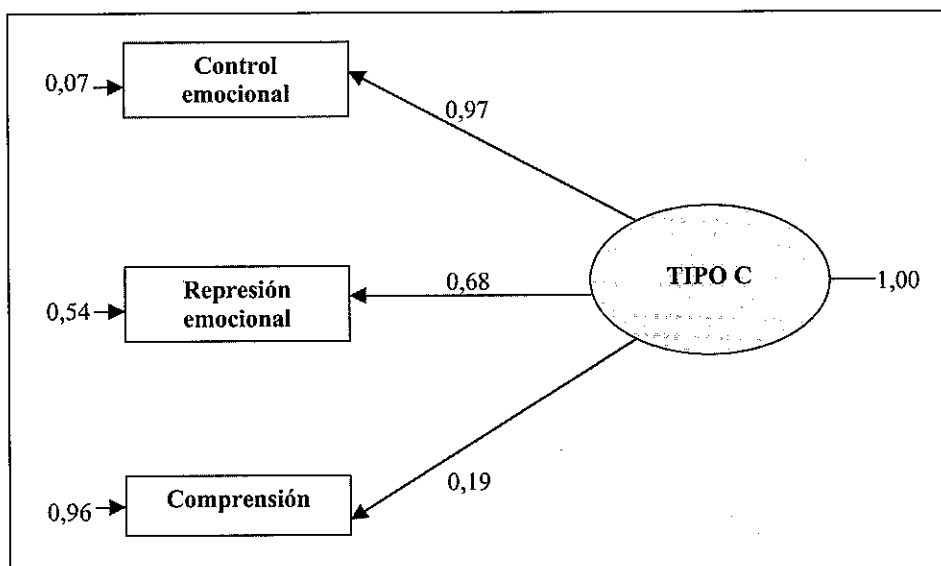 Control
emocional
0,07
0,97
Represión
emocional
0,54
0,68
TIPO C
1,00
Comprensión
0,96
0,19